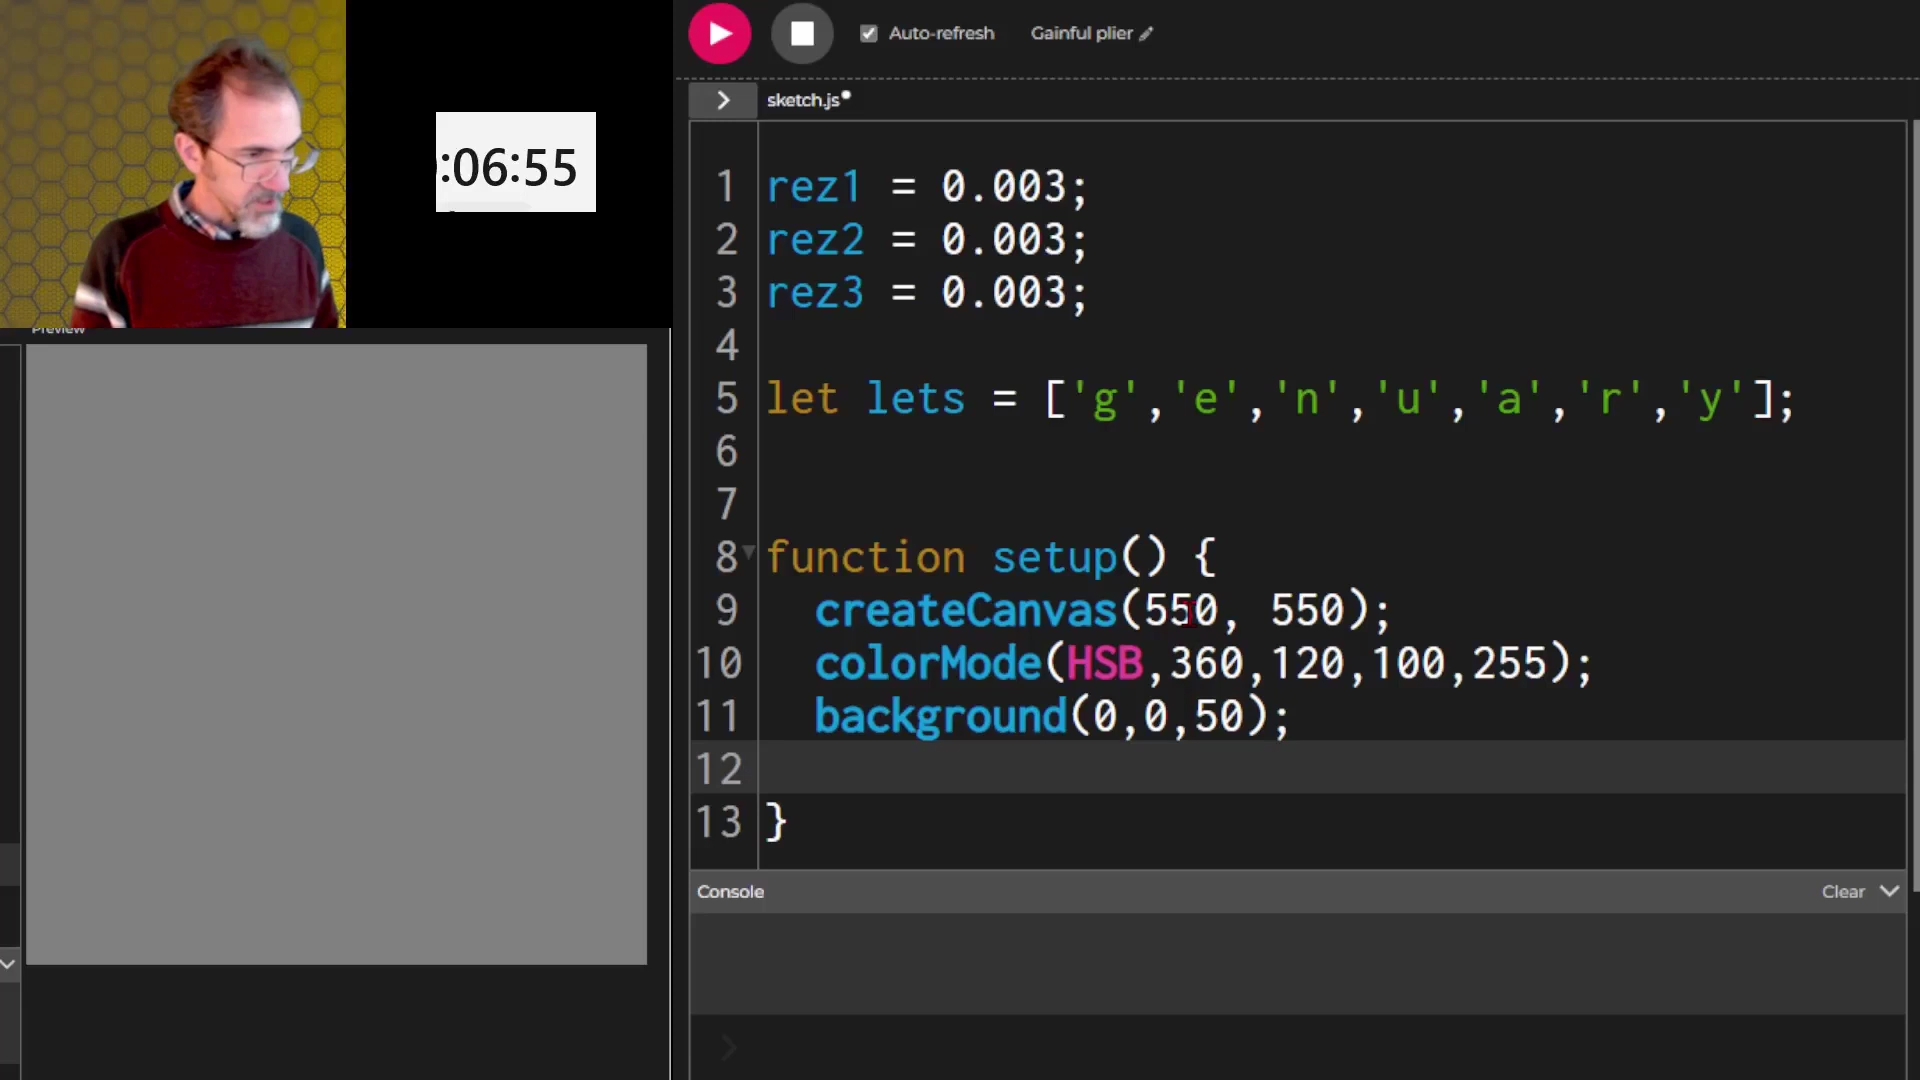 :06:55
Auto-refresh
Gainful plier
sketch.js
Preview
1 rez1 = 0.003;
2 rez2 = 0.003;
3 rez3 = 0.003;
4
5 let lets = ['g','e','n','u','a','r','y'];
6
7
8 function setup() {
9 createCanvas(550, 550);
10 colorMode(HSB,360,120,100,255);
11 background(0,0,50);
12
13 }
Console
Clear